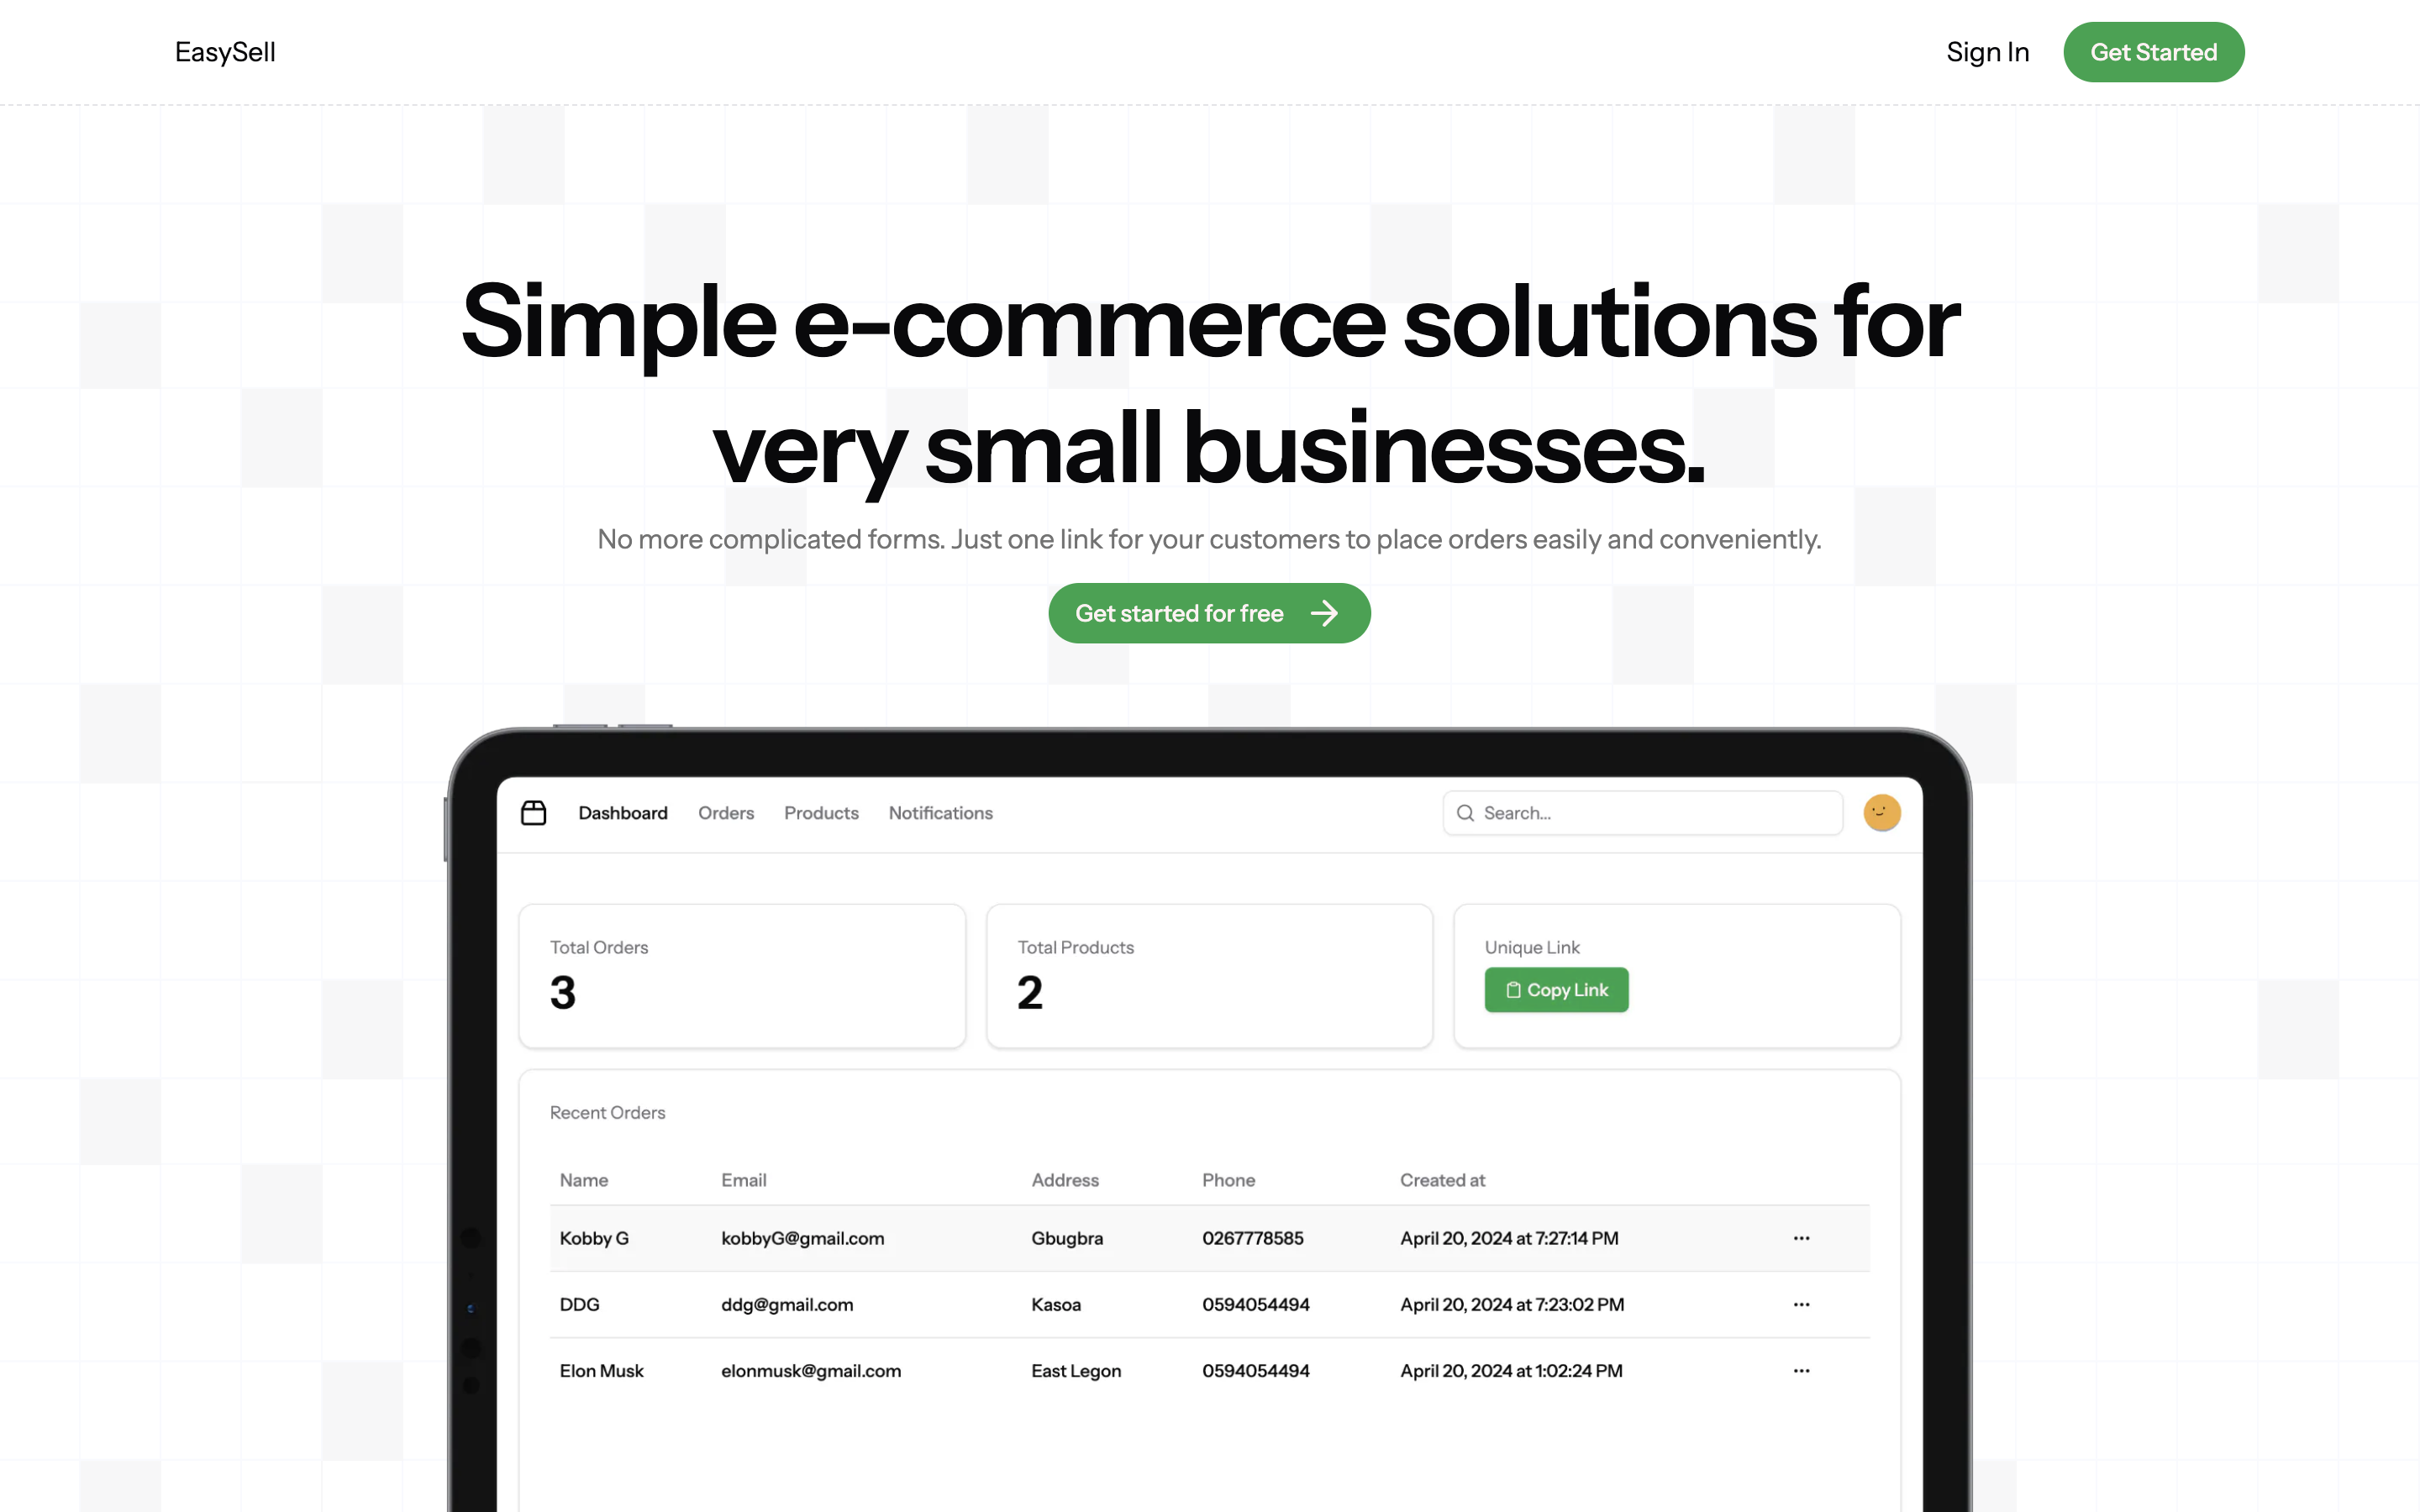 EasySell
Sign In
Get Started
Simple e-commerce solutions for
very small businesses.
No more complicated forms. Just one link for your customers to place orders easily and conveniently.
Get started for free
Dashboard Orders Products Notifications
Search...
Total Orders
3
Total Products
2
Unique Link
Copy Link
Recent Orders
Name Email Address Phone Created at
Kobby G kobbyG@gmail.com Gbugbra 0267778585 April 20, 2024 at 7:27:14 PM
DDG ddg@gmail.com Kasoa 0594054494 April 20, 2024 at 7:23:02 PM
Elon Musk elonmusk@gmail.com East Legon 0594054494 April 20, 2024 at 1:02:24 PM